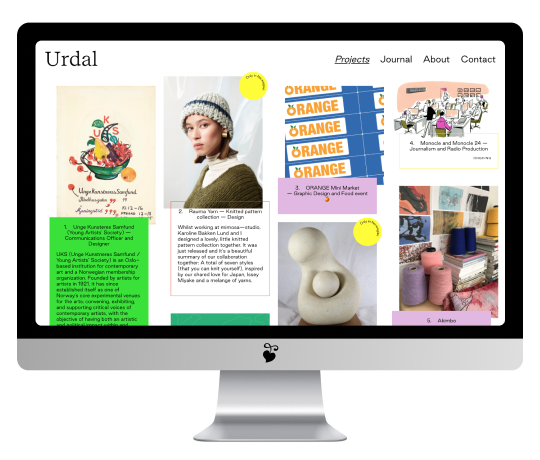 Urdal
Projects Journal About Contact
UKS
Unge Kunstneres Samfund
1. Unge Kunstneres Samfund
(Young Artists' Society) —
Communications Officer and
Designer
UKS (Unge Kunstneres Samfund /
Young Artists' Society) is an Oslo-
based institution for contemporary
art and a Norwegian membership
organization. Founded by artists for
artists in 1921, it has since
established itself as one of
Norway's core experimental venues
for the arts: convening, exhibiting,
and supporting critical voices of
contemporary artists, with the
objective of having both an artistic
2. Rauma Yarn — Knitted pattern
collection — Design
Whilst working at mimosa—studio,
Karoline Bakken Lund and I
designed a lovely, little knitted
pattern collection together. It was
just released and it's a beautiful
summary of our collaboration
together: A total of seven styles
(that you can knit yourself), inspired
by our shared love for Japan, Issey
Miyake and a melange of yarns.
ORANGE
ORANGE
ORANGE
ORANGE
ORANGE
3. ORANGE Mini Market
— Graphic Design and Food event
4. Monocle and Monocle 24 —
Journalism and Radio Production
ONGOING
5. Akimbo